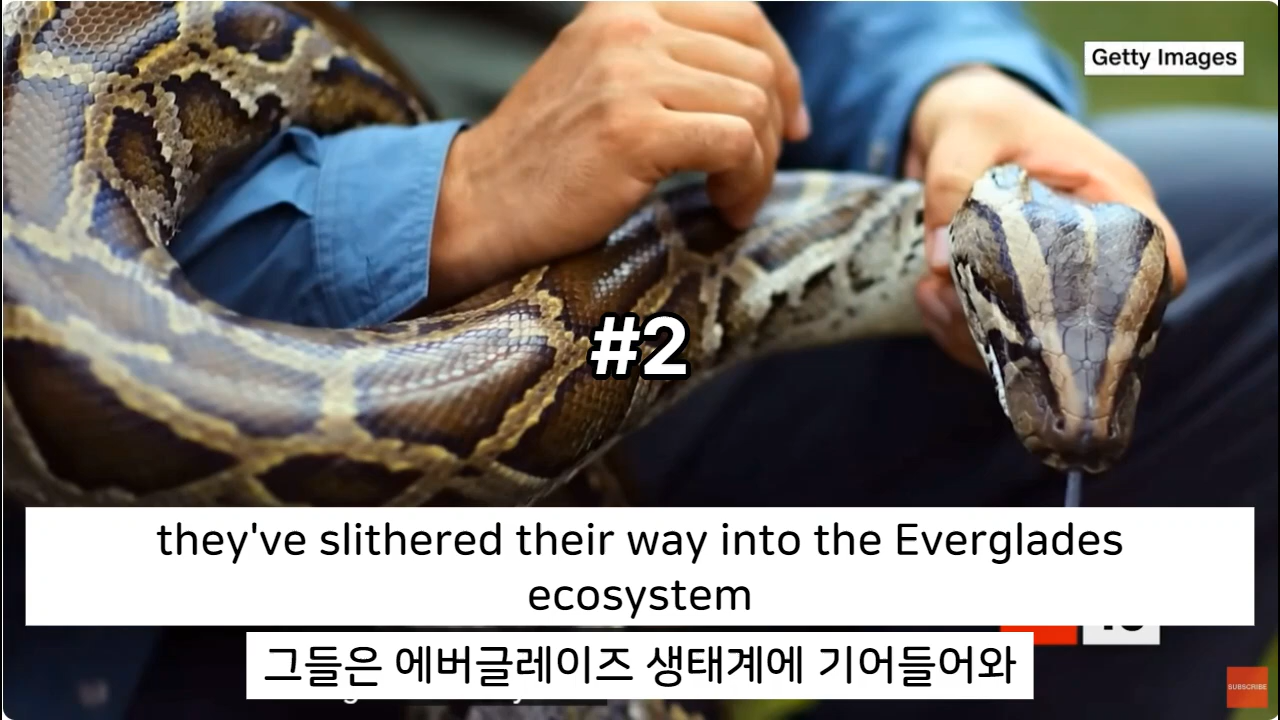 Getty Images
#2
they've slithered their way into the Everglades
ecosystem
그들은 에버글레이즈 생태계에 기어들어와
SUBSCRIBE